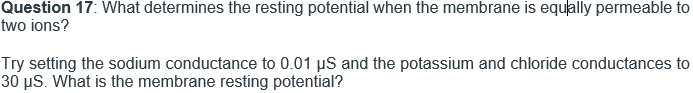 Question 17: What determines the resting potential when the membrane is equally permeable to
two ions?
Try setting the sodium conductance to 0.01 µS and the potassium and chloride conductances to
30 µS. What is the membrane resting potential?